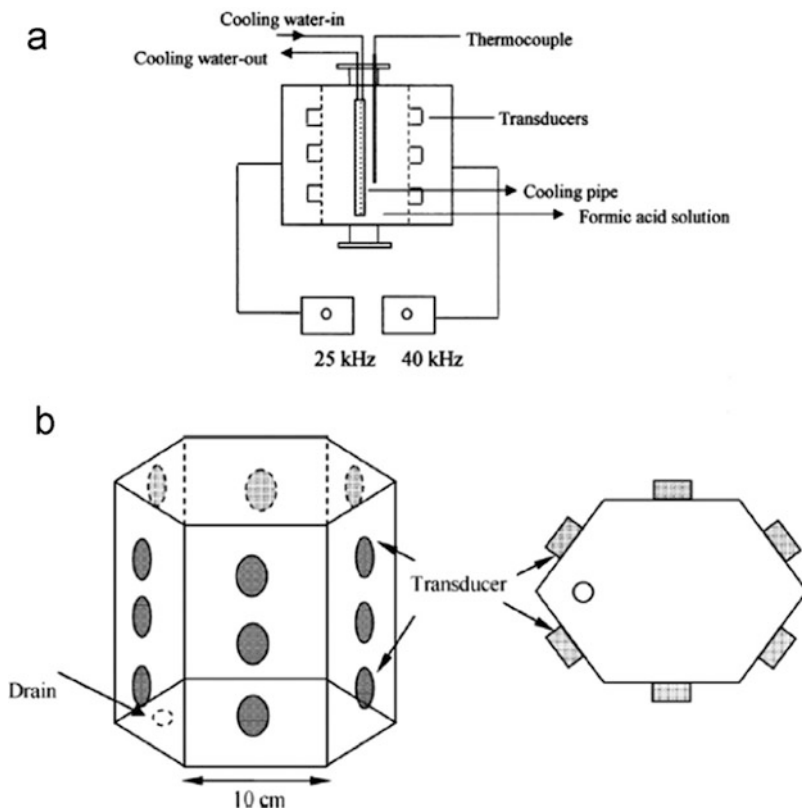 a
Cooling water-in
Cooling water-out
Thermocouple
Transducers
Cooling pipe
Formic acid solution
25 kHz
40 kHz
b
Transducer
Drain
10 cm